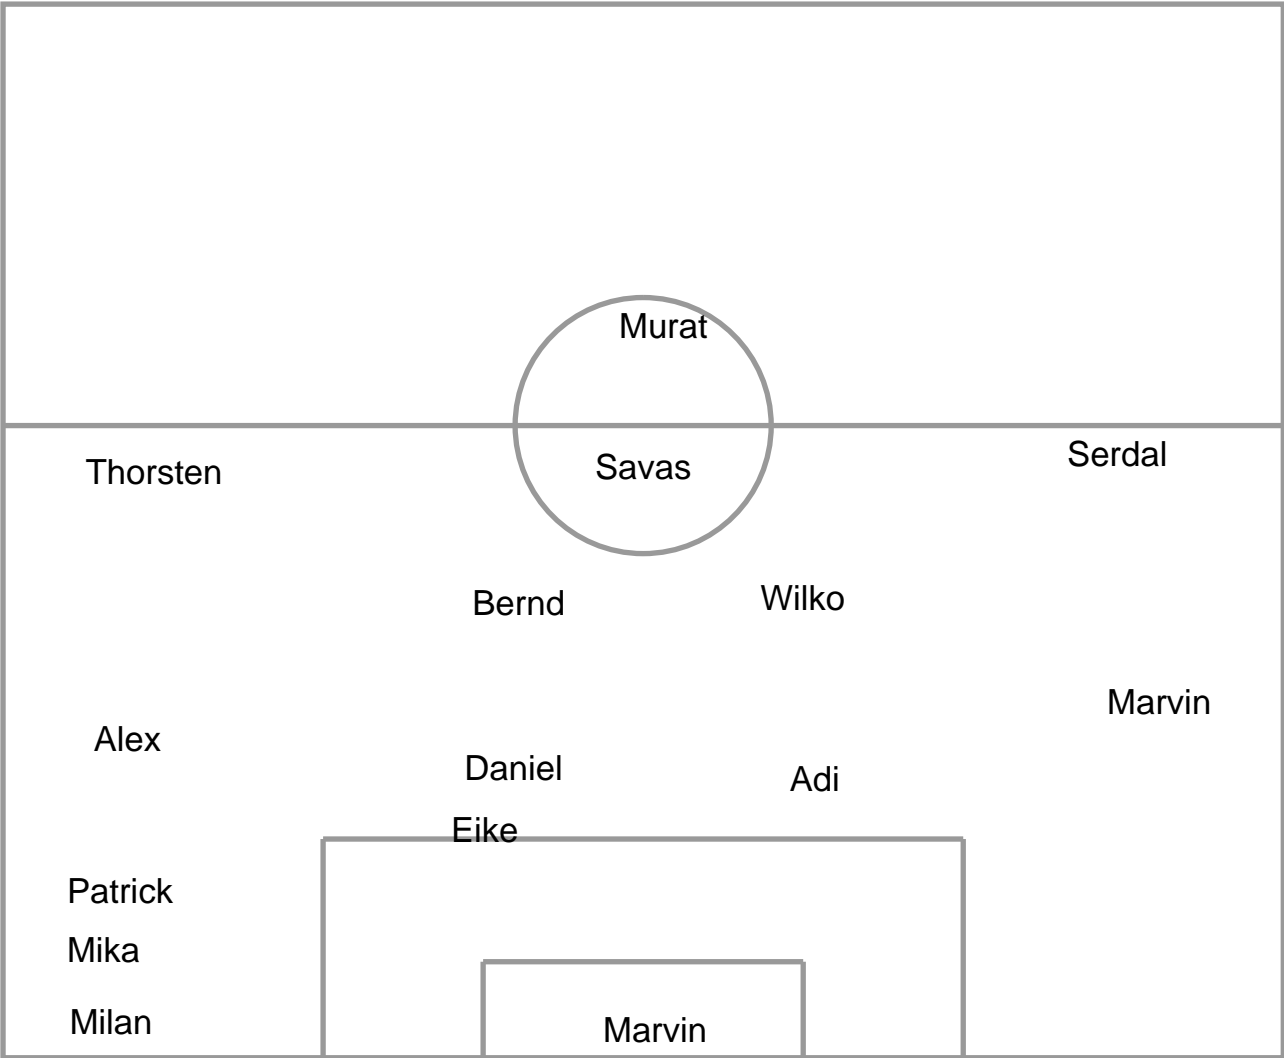 Murat
Thorsten
Savas
Serdal
Bernd
Wilko
Marvin
Alex
Daniel
Adi
Eike
Patrick
Mika
Milan
Marvin